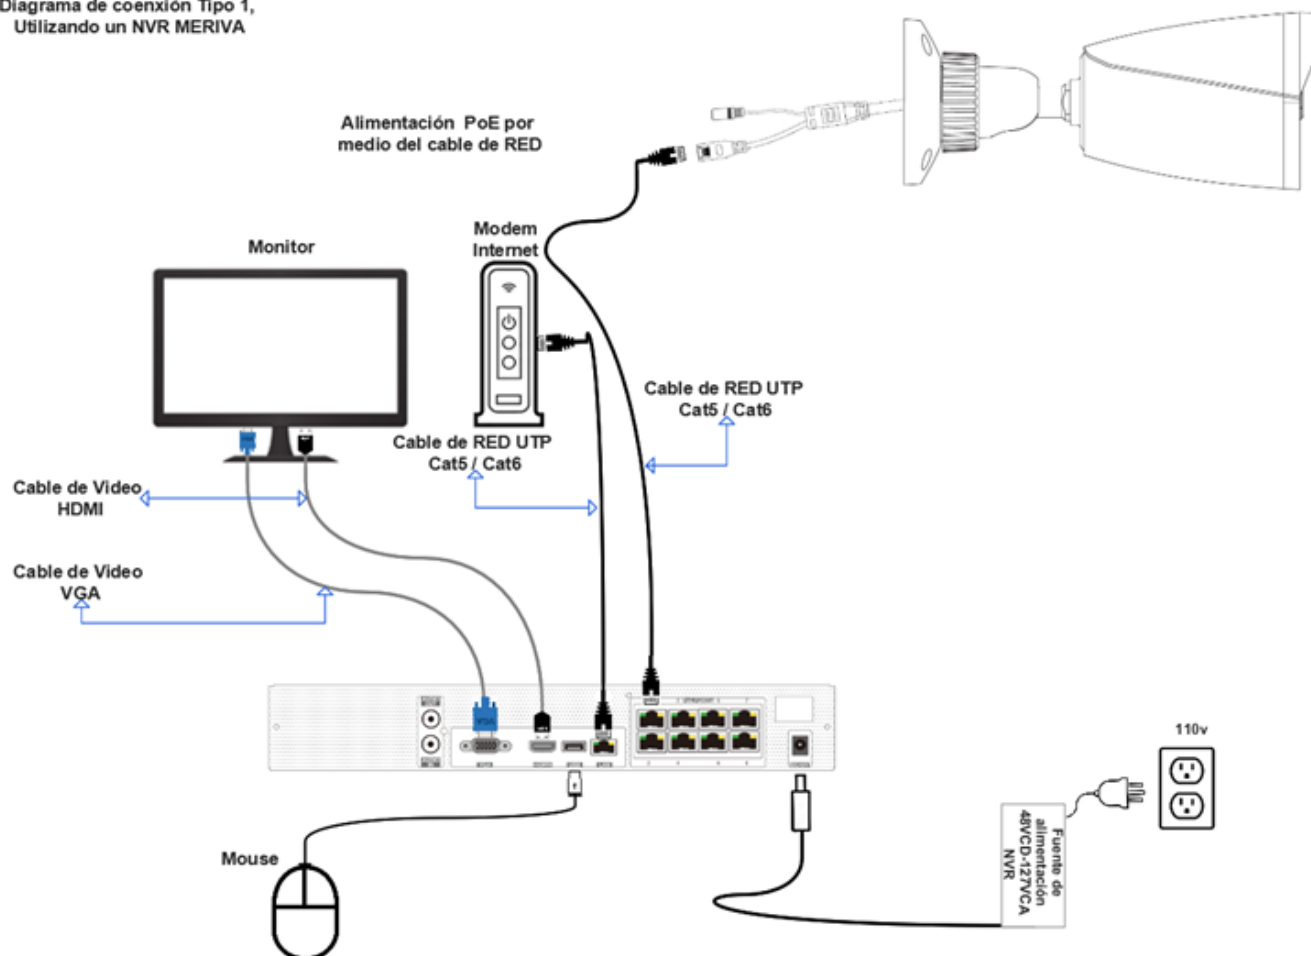 Diagrama de coenxión Tipo 1,
Utilizando un NVR MERIVA
Alimentación PoE por
medio del cable de RED
Modem
Internet
Monitor
Cable de RED UTP
Cat5 / Cat6
Cable de RED UTP
Cat5 / Cat6
Cable de Video
HDMI
Cable de Video
VGA
VGA
110v
Fuente de
alimentación
48VCD-127VCA
NVR
Mouse